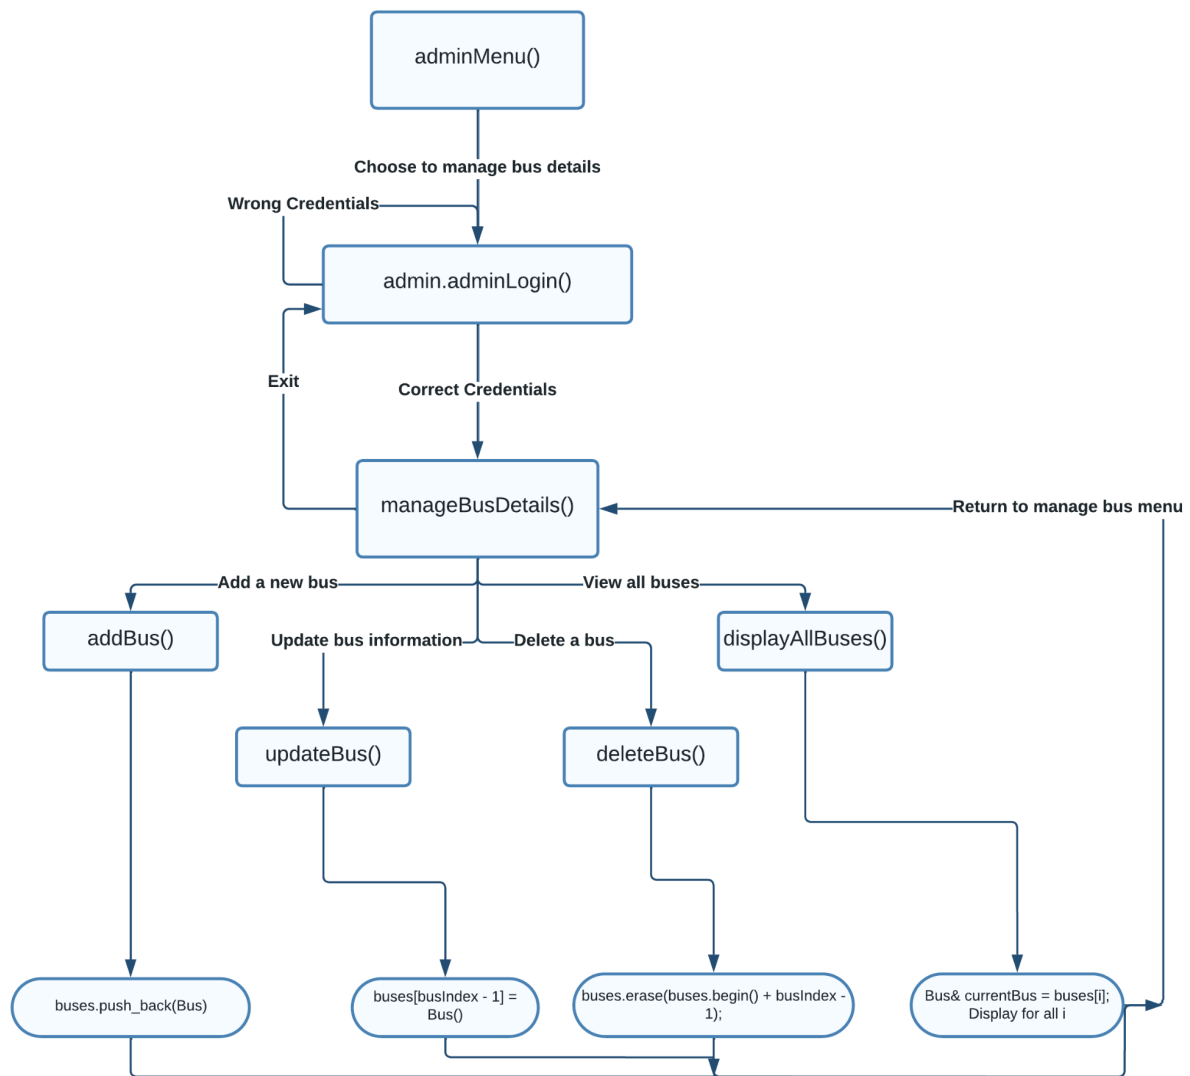 adminMenu()
Choose to manage bus details
Wrong Credentials
admin.adminLogin()
Exit
Correct Credentials
manageBusDetails()
Return to manage bus menu
Add a new bus
View all buses
addBus()
Update bus information
Delete a bus
displayAllBuses()
updateBus()
deleteBus()
buses.push_back(Bus)
buses[busIndex - 1] =
Bus()
buses.erase(buses.begin() + busIndex -
1);
Bus& currentBus = buses[i];
Display for all i